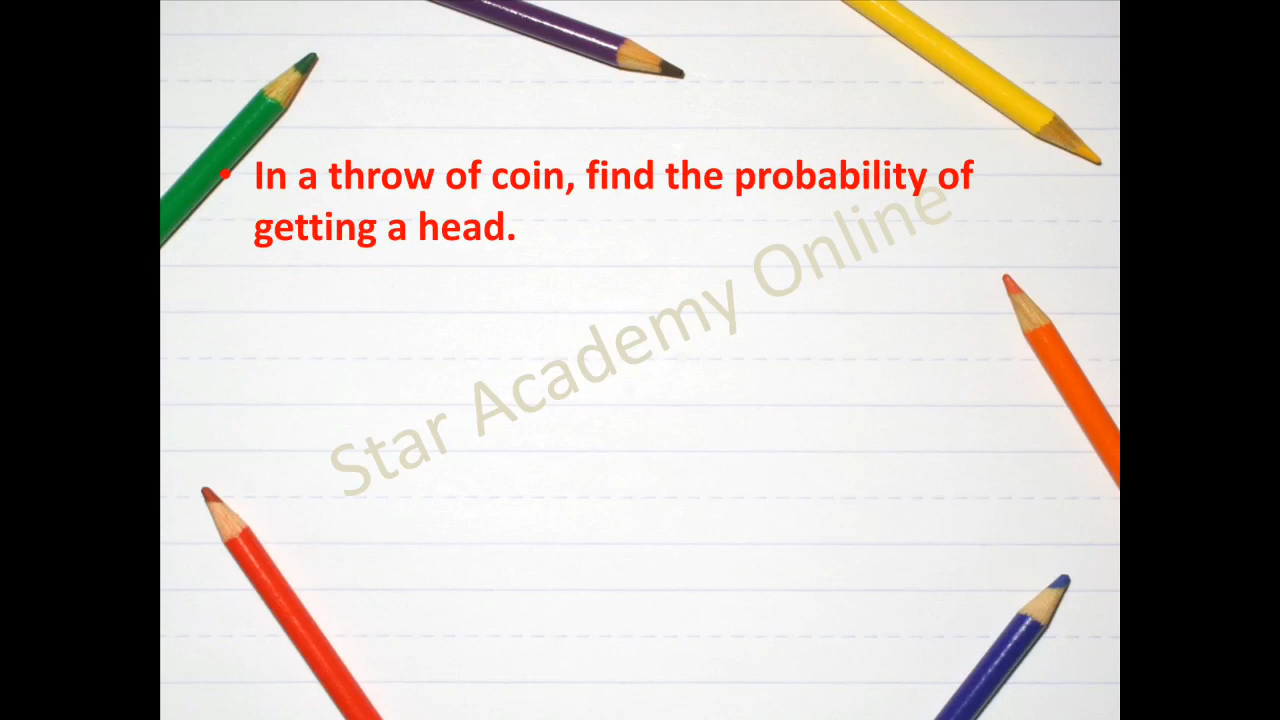 • In a throw of coin, find the probability of
getting a head.
Star Academy Online